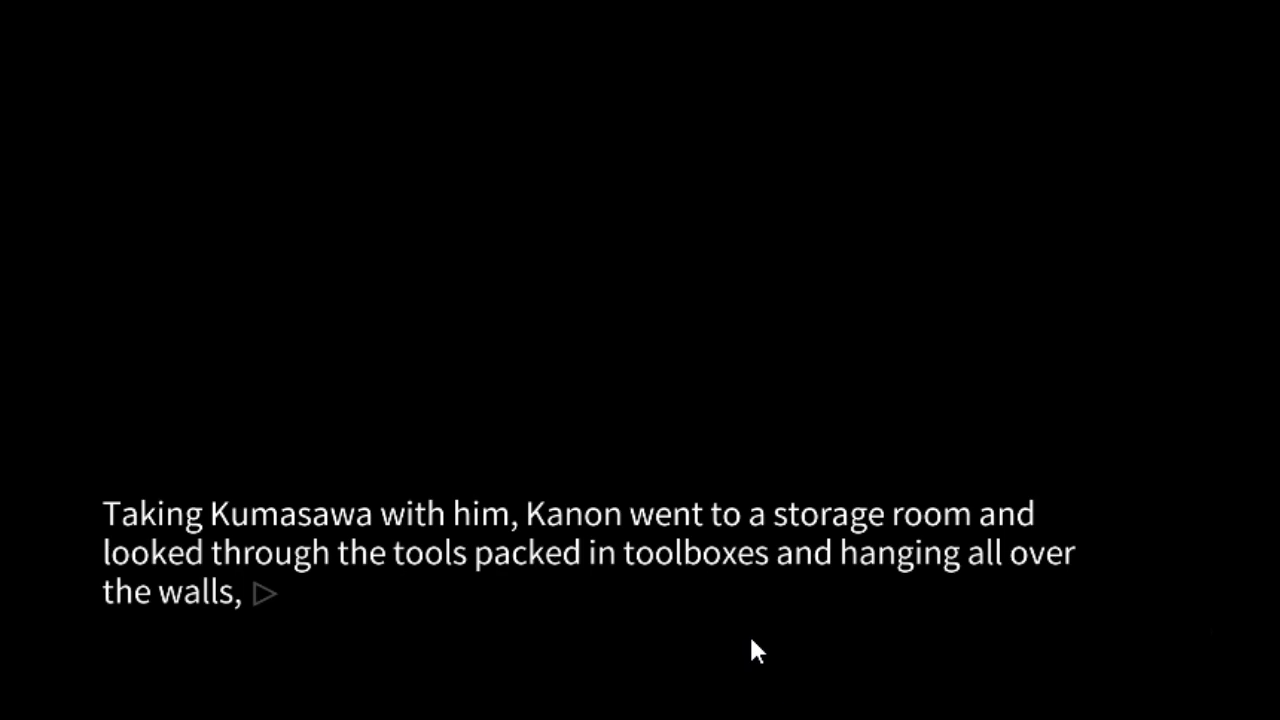 Taking Kumasawa with him, Kanon went to a storage room and
looked through the tools packed in toolboxes and hanging all over
the walls,